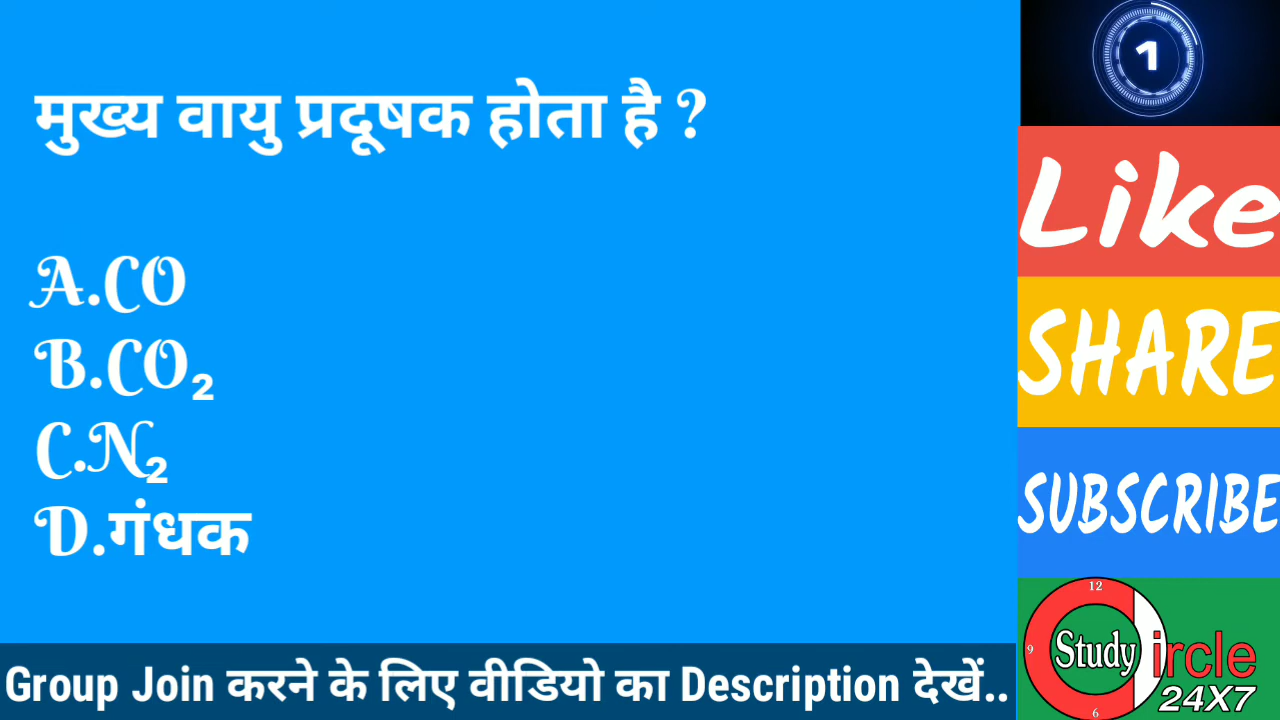 मुख्य वायु प्रदूषक होता है ?
A.CO
B.CO₂
C.N₂
D.गंधक
Group Join करने के लिए वीडियो का Description देखें..
1
Like
SHARE
SUBSCRIBE
12
9
Study Circle
24X7
6